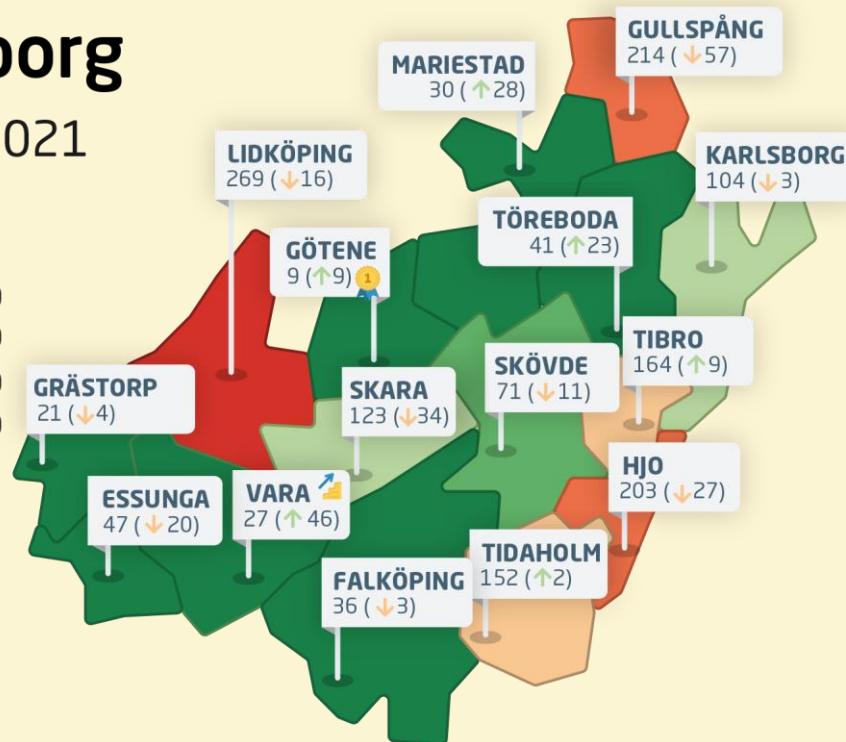 borg
021
GULLSPÅNG
214 (↓57)
MARIESTAD
30 (↑28)
LIDKÖPING
269 (↓16)
KARLSBORG
104 (↓3)
TÖREBODA
41 (↑23)
GÖTENE
9 (↑9) 1
TIBRO
164 (↑9)
SKÖVDE
71 (↓11)
GRÄSTORP
21 (↓4)
SKARA
123 (↓34)
HJO
203 (↓27)
VARA
27 (↑46)
ESSUNGA
47 (↓20)
TIDAHOLM
152 (↑2)
FALKÖPING
36 (↓3)